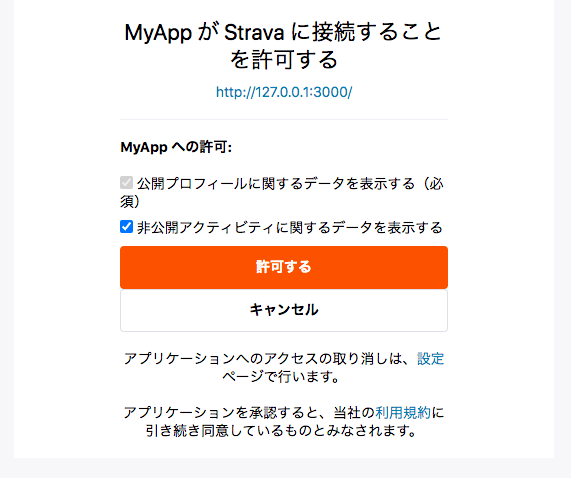 MyApp が Strava に接続すること
を許可する
http://127.0.0.1:3000/
MyApp への許可:
公開プロフィールに関するデータを表示する（必
須）
非公開アクティビティに関するデータを表示する
許可する
キャンセル
アプリケーションへのアクセスの取り消しは、設定
ページで行います。
アプリケーションを承認すると、当社の利用規約に
引き続き同意しているものとみなされます。